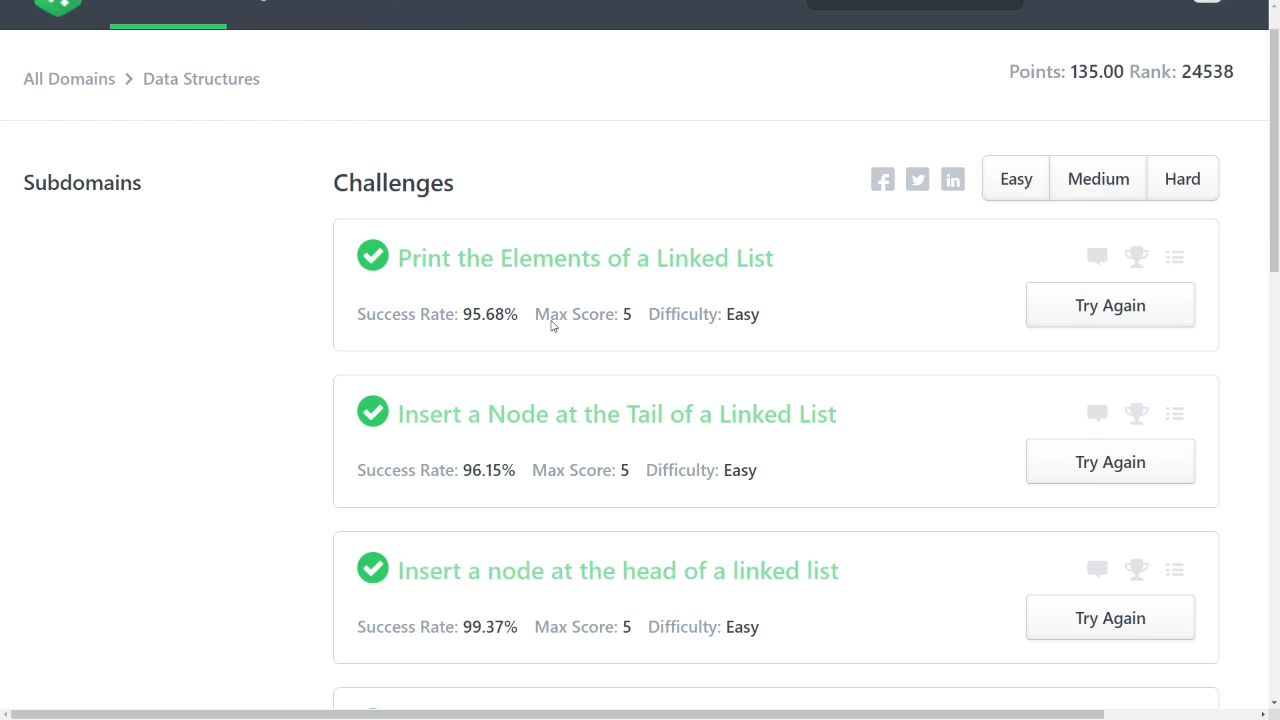 All Domains > Data Structures
Points: 135.00 Rank: 24538
Subdomains
Challenges
Easy
Medium
Hard
Print the Elements of a Linked List
Success Rate: 95.68% Max Score: 5 Difficulty: Easy
Try Again
Insert a Node at the Tail of a Linked List
Success Rate: 96.15% Max Score: 5 Difficulty: Easy
Try Again
Insert a node at the head of a linked list
Success Rate: 99.37% Max Score: 5 Difficulty: Easy
Try Again